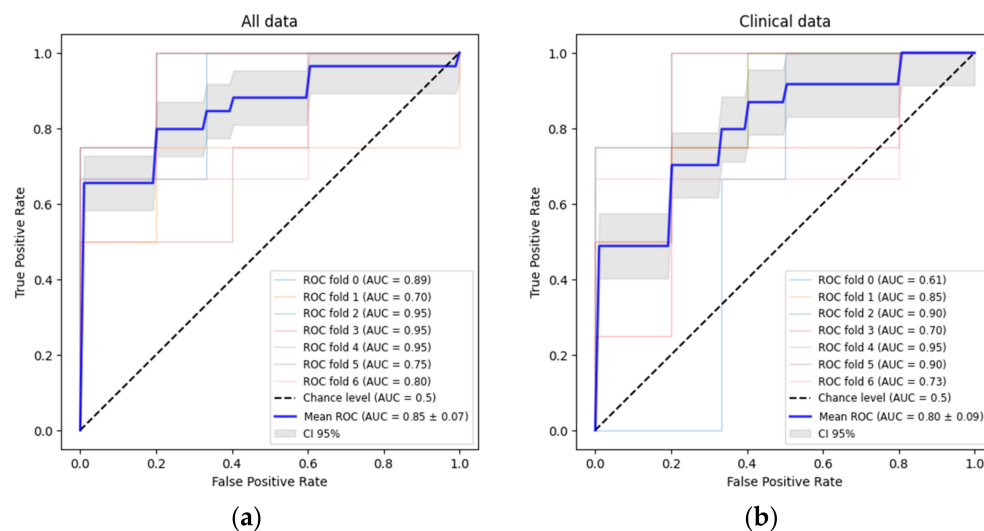 All data
True Positive Rate
1.0
0.8
0.6
0.4
0.2
0.0
ROC fold 0 (AUC = 0.89)
ROC fold 1 (AUC = 0.70)
ROC fold 2 (AUC = 0.95)
ROC fold 3 (AUC = 0.95)
ROC fold 4 (AUC = 0.95)
ROC fold 5 (AUC = 0.75)
ROC fold 6 (AUC = 0.80)
Chance level (AUC = 0.5)
Mean ROC (AUC = 0.85 ± 0.07)
CI 95%
0.0 0.2 0.4 0.6 0.8 1.0
False Positive Rate
(a)
Clinical data
True Positive Rate
1.0
0.8
0.6
0.4
0.2
0.0
ROC fold 0 (AUC = 0.61)
ROC fold 1 (AUC = 0.85)
ROC fold 2 (AUC = 0.90)
ROC fold 3 (AUC = 0.70)
ROC fold 4 (AUC = 0.95)
ROC fold 5 (AUC = 0.90)
ROC fold 6 (AUC = 0.73)
Chance level (AUC = 0.5)
Mean ROC (AUC = 0.80 ± 0.09)
CI 95%
0.0 0.2 0.4 0.6 0.8 1.0
False Positive Rate
(b)